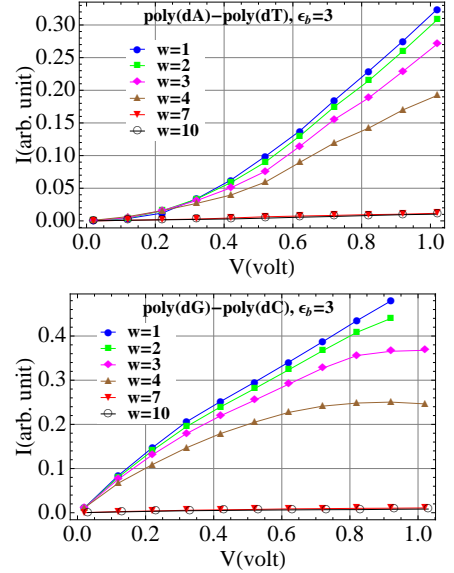 poly(dA)−poly(dT), ϵb=3
w=1
w=2
w=3
w=4
w=7
w=10
I(arb. unit)
0.30
0.25
0.20
0.15
0.10
0.05
0.00
0.0 0.2 0.4 0.6 0.8 1.0
V(volt)
poly(dG)−poly(dC), ϵb=3
w=1
w=2
w=3
w=4
w=7
w=10
I(arb. unit)
0.4
0.3
0.2
0.1
0.0
0.0 0.2 0.4 0.6 0.8 1.0
V(volt)